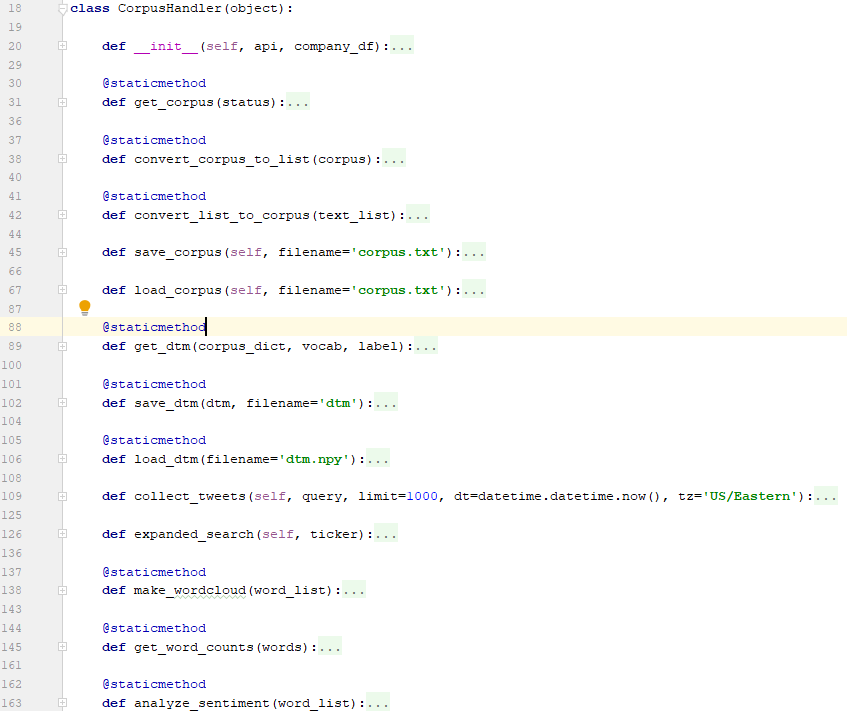 18 class CorpusHandler(object):
19
20 def __init__(self, api, company_df):...
29
30 @staticmethod
31 def get_corpus(status):...
36
37 @staticmethod
38 def convert_corpus_to_list(corpus):...
40
41 @staticmethod
42 def convert_list_to_corpus(text_list):...
44
45 def save_corpus(self, filename='corpus.txt'):...
66
67 def load_corpus(self, filename='corpus.txt'):...
87
88 @staticmethod
89 def get_dtm(corpus_dict, vocab, label):...
100
101 @staticmethod
102 def save_dtm(dtm, filename='dtm'):...
104
105 @staticmethod
106 def load_dtm(filename='dtm.npy'):...
108
109 def collect_tweets(self, query, limit=1000, dt=datetime.datetime.now(), tz='US/Eastern'):...
125
126 def expanded_search(self, ticker):...
136
137 @staticmethod
138 def make_wordcloud(word_list):...
143
144 @staticmethod
145 def get_word_counts(words):...
161
162 @staticmethod
163 def analyze_sentiment(word_list):...